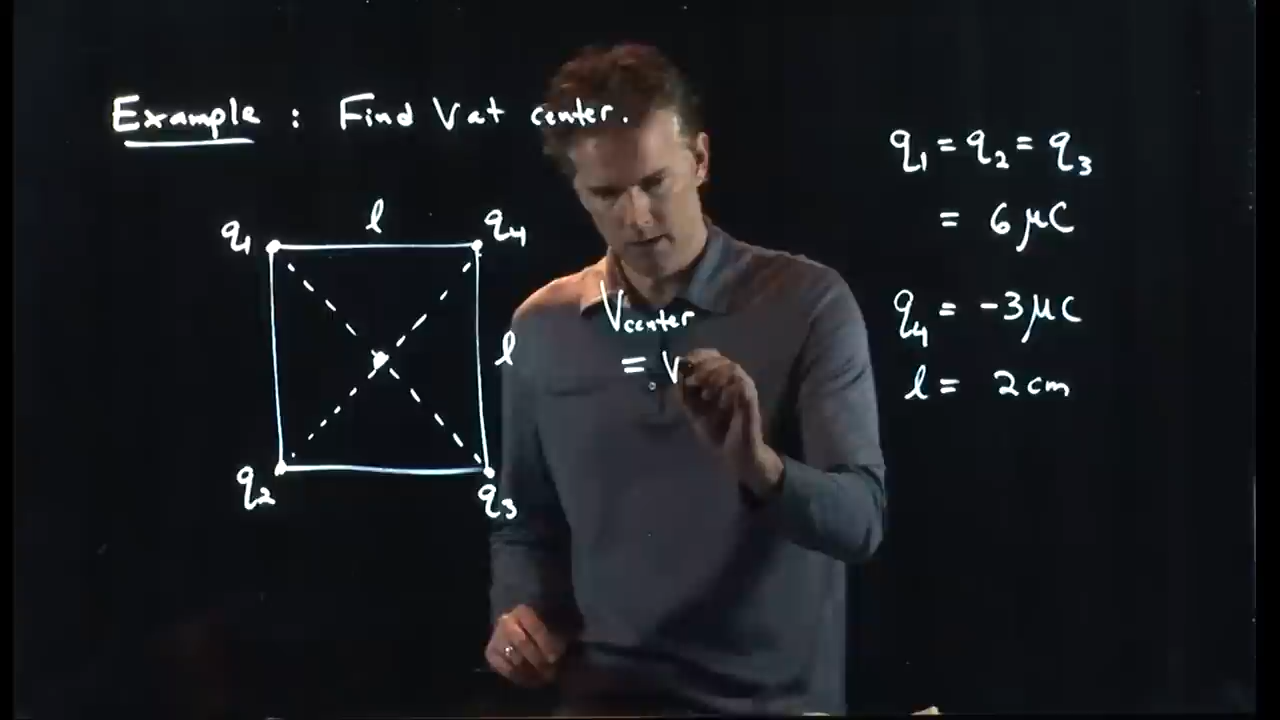 Example : Find V at center.
q₁ = q₂ = q₃
= 6 μC
q₄ = -3 μC
l = 2 cm
q₁ l q₄
l
q₂ q₃
Vcenter
= V